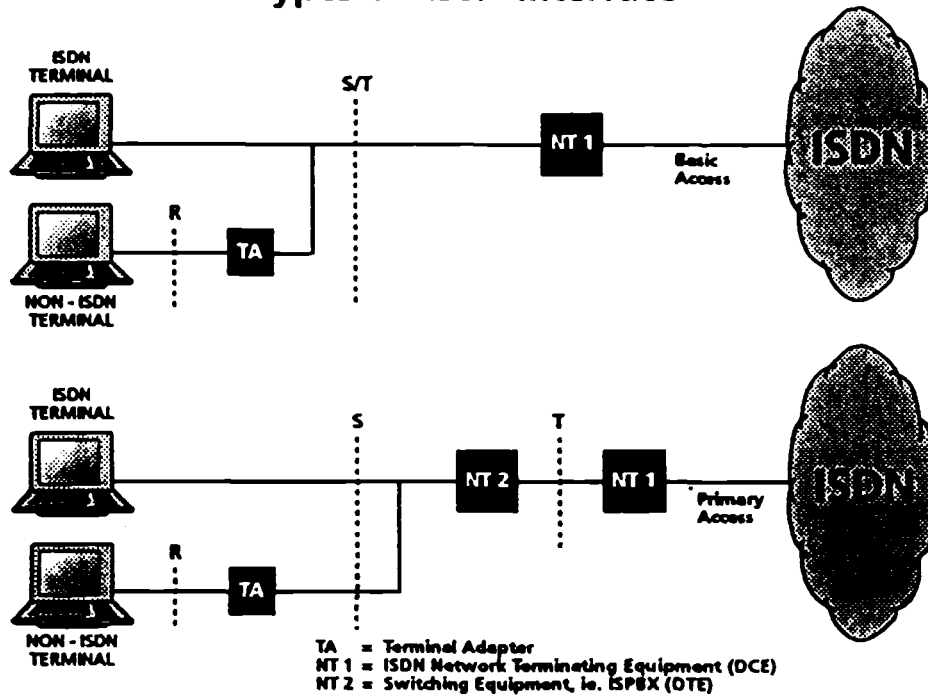 ISDN
TERMINAL
S/T
NT 1
ISDN
Basic
Access
R
TA
NON - ISDN
TERMINAL
ISDN
TERMINAL
S
T
NT 2
NT 1
ISDN
Primary
Access
R
TA
NON - ISDN
TERMINAL
TA = Terminal Adapter
NT 1 = ISDN Network Terminating Equipment (DCE)
NT 2 = Switching Equipment, ie. ISPBX (DTE)